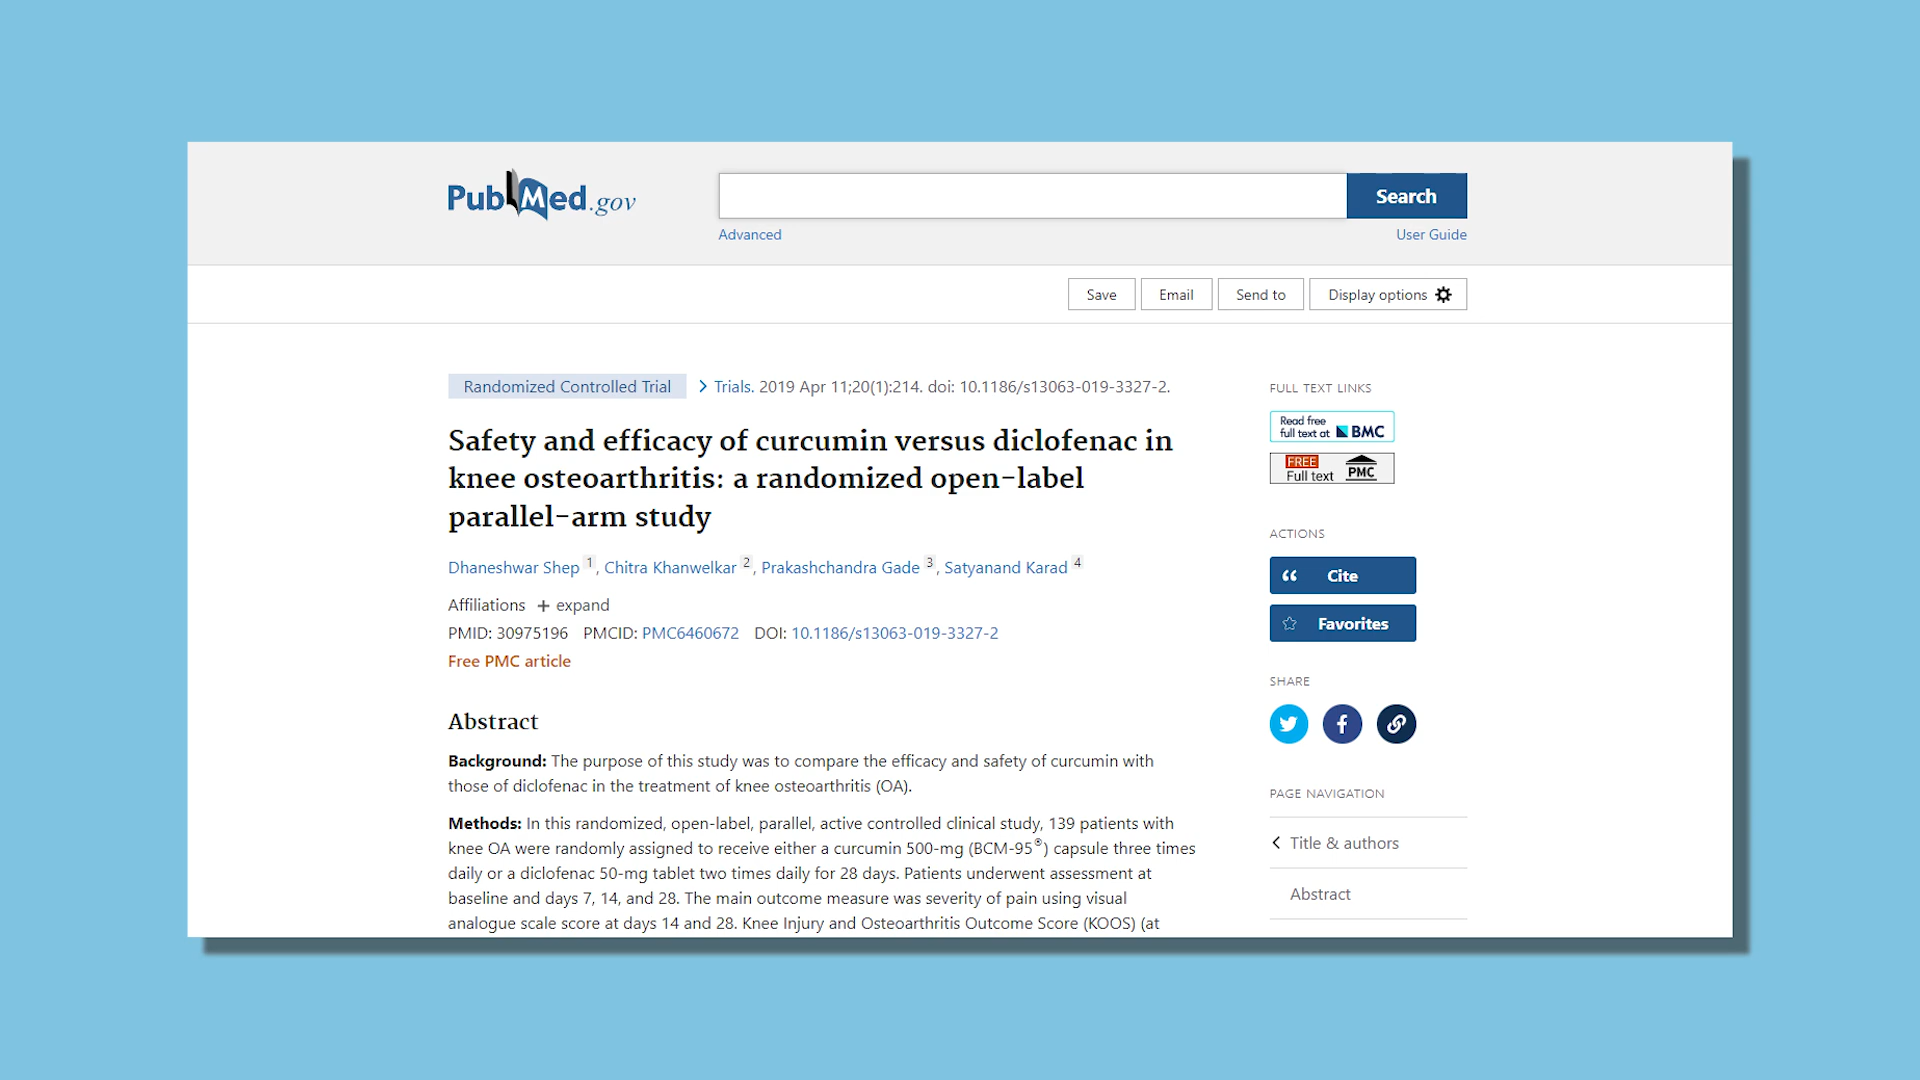 PubMed.gov
Search
Advanced
User Guide
Save
Email
Send to
Display options
Randomized Controlled Trial
Trials. 2019 Apr 11;20(1):214. doi: 10.1186/s13063-019-3327-2.
Safety and efficacy of curcumin versus diclofenac in
knee osteoarthritis: a randomized open-label
parallel-arm study
Dhaneshwar Shep 1, Chitra Khanwelkar 2, Prakashchandra Gade 3, Satyanand Karad 4
Affiliations + expand
PMID: 30975196 PMCID: PMC6460672 DOI: 10.1186/s13063-019-3327-2
Free PMC article
Abstract
Background: The purpose of this study was to compare the efficacy and safety of curcumin with
those of diclofenac in the treatment of knee osteoarthritis (OA).
Methods: In this randomized, open-label, parallel, active controlled clinical study, 139 patients with
knee OA were randomly assigned to receive either a curcumin 500-mg (BCM-95®) capsule three times
daily or a diclofenac 50-mg tablet two times daily for 28 days. Patients underwent assessment at
baseline and days 7, 14, and 28. The main outcome measure was severity of pain using visual
analogue scale score at days 14 and 28. Knee Injury and Osteoarthritis Outcome Score (KOOS) (at
FULL TEXT LINKS
Read free
full text at BMC
FREE
Full text PMC
ACTIONS
Cite
Favorites
SHARE
PAGE NAVIGATION
Title & authors
Abstract